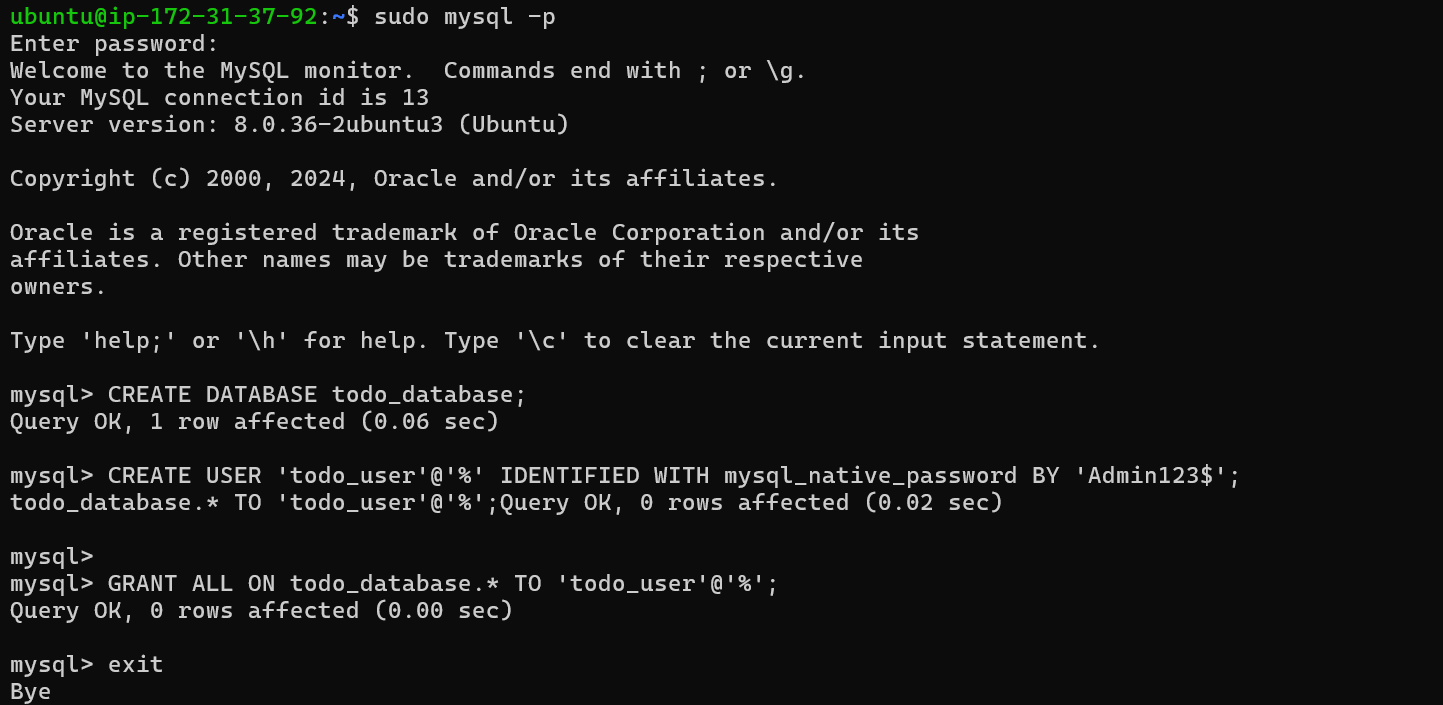 ubuntu@ip-172-31-37-92:~$ sudo mysql -p
Enter password:
Welcome to the MySQL monitor.  Commands end with ; or \g.
Your MySQL connection id is 13
Server version: 8.0.36-2ubuntu3 (Ubuntu)

Copyright (c) 2000, 2024, Oracle and/or its affiliates.

Oracle is a registered trademark of Oracle Corporation and/or its
affiliates. Other names may be trademarks of their respective
owners.

Type 'help;' or '\h' for help. Type '\c' to clear the current input statement.

mysql> CREATE DATABASE todo_database;
Query OK, 1 row affected (0.06 sec)

mysql> CREATE USER 'todo_user'@'%' IDENTIFIED WITH mysql_native_password BY 'Admin123$';
todo_database.* TO 'todo_user'@'%';Query OK, 0 rows affected (0.02 sec)

mysql>
mysql> GRANT ALL ON todo_database.* TO 'todo_user'@'%';
Query OK, 0 rows affected (0.00 sec)

mysql> exit
Bye